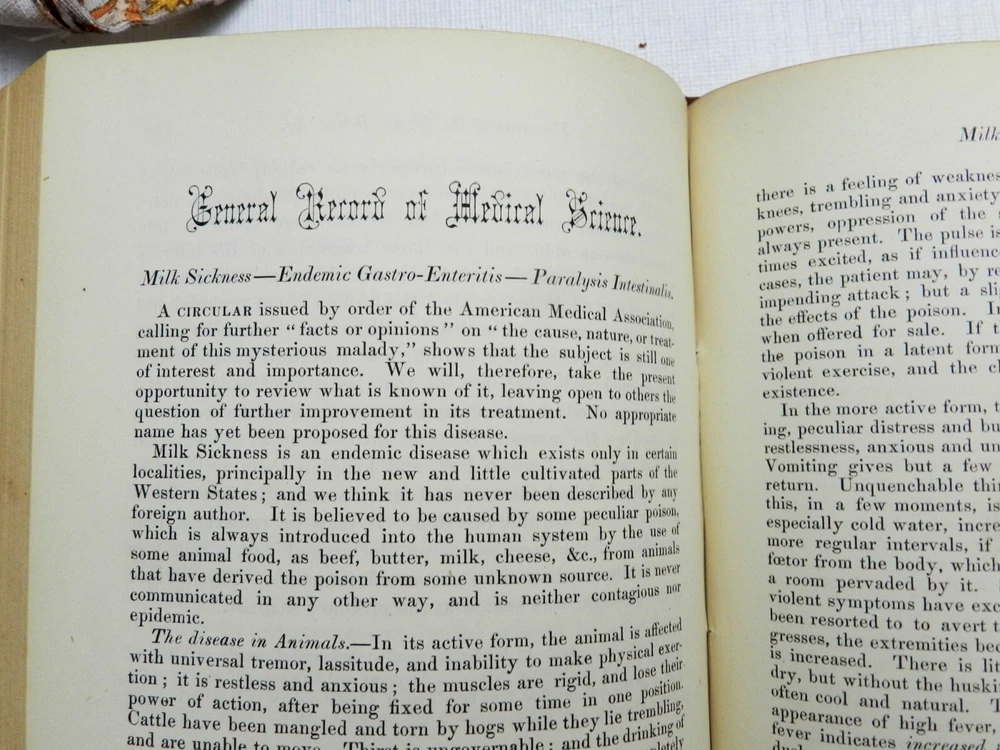 General Record of Medical Science.
Milk Sickness—Endemic Gastro-Enteritis—Paralysis Intestinalis.
A CIRCULAR issued by order of the American Medical Association,
calling for further “facts or opinions” on “the cause, nature, or treat-
ment of this mysterious malady,” shows that the subject is still one
of interest and importance. We will, therefore, take the present
opportunity to review what is known of it, leaving open to others the
question of further improvement in its treatment. No appropriate
name has yet been proposed for this disease.
Milk Sickness is an endemic disease which exists only in certain
localities, principally in the new and little cultivated parts of the
Western States; and we think it has never been described by any
foreign author. It is believed to be caused by some peculiar poison,
which is always introduced into the human system by the use of
some animal food, as beef, butter, milk, cheese, &c., from animals
that have derived the poison from some unknown source. It is never
communicated in any other way, and is neither contagious nor
epidemic.
The disease in Animals.—In its active form, the animal is affected
with universal tremor, lassitude, and inability to make physical exer-
tion; it is restless and anxious; the muscles are rigid, and lose their
power of action, after being fixed for some time in one position.
Cattle have been mangled and torn by hogs while they lie trembling,
and are unable to move. Thirst is ungovernable; and the drinking of
Milk
there is a feeling of weakness
knees, trembling and anxiety
powers, oppression of the
always present. The pulse is
times excited, as if influenc
cases, the patient may, by re
impending attack; but a sli
the effects of the poison. In
when offered for sale. If t
the poison in a latent form
violent exercise, and the cl
existence.
In the more active form, t
ing, peculiar distress and bu
restlessness, anxious and un
Vomiting gives but a few
return. Unquenchable thir
this, in a few moments, is
especially cold water, incre
more regular intervals, if
fœtor from the body, which
a room pervaded by it.
violent symptoms have exc
been resorted to to avert t
gresses, the extremities bec
is increased. There is lit
dry, but without the huski
often cool and natural. T
appearance of high fever,
fever indicates increased